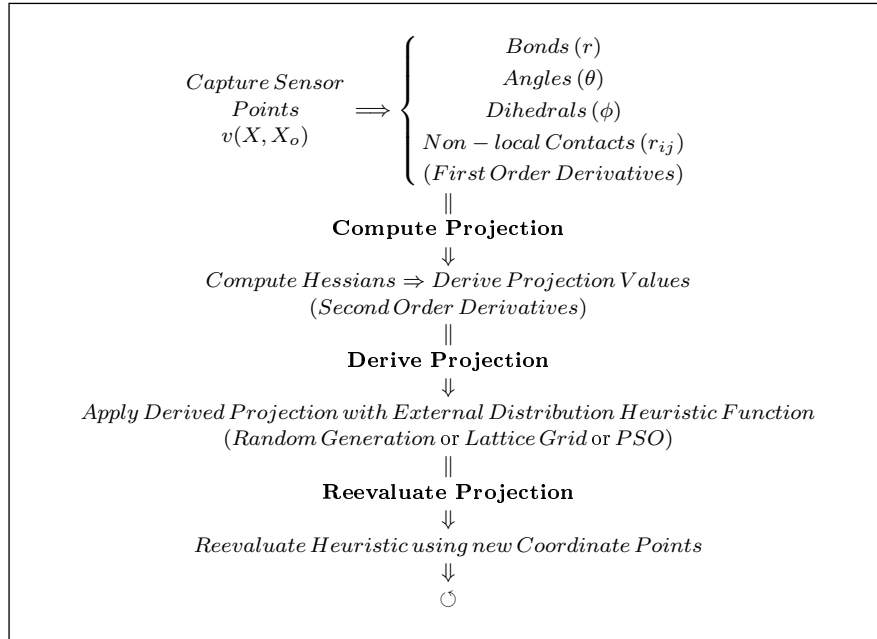 Bonds (r)
Capture Sensor
Angles (θ)
Points ⟹
Dihedrals (ϕ)
v(X, X_o)
Non − local Contacts (r_{ij})
(First Order Derivatives)
||
Compute Projection
⇓
Compute Hessians ⇒ Derive Projection Values
(Second Order Derivatives)
||
Derive Projection
⇓
Apply Derived Projection with External Distribution Heuristic Function
(Random Generation or Lattice Grid or PSO)
||
Reevaluate Projection
⇓
Reevaluate Heuristic using new Coordinate Points
⇓
↺